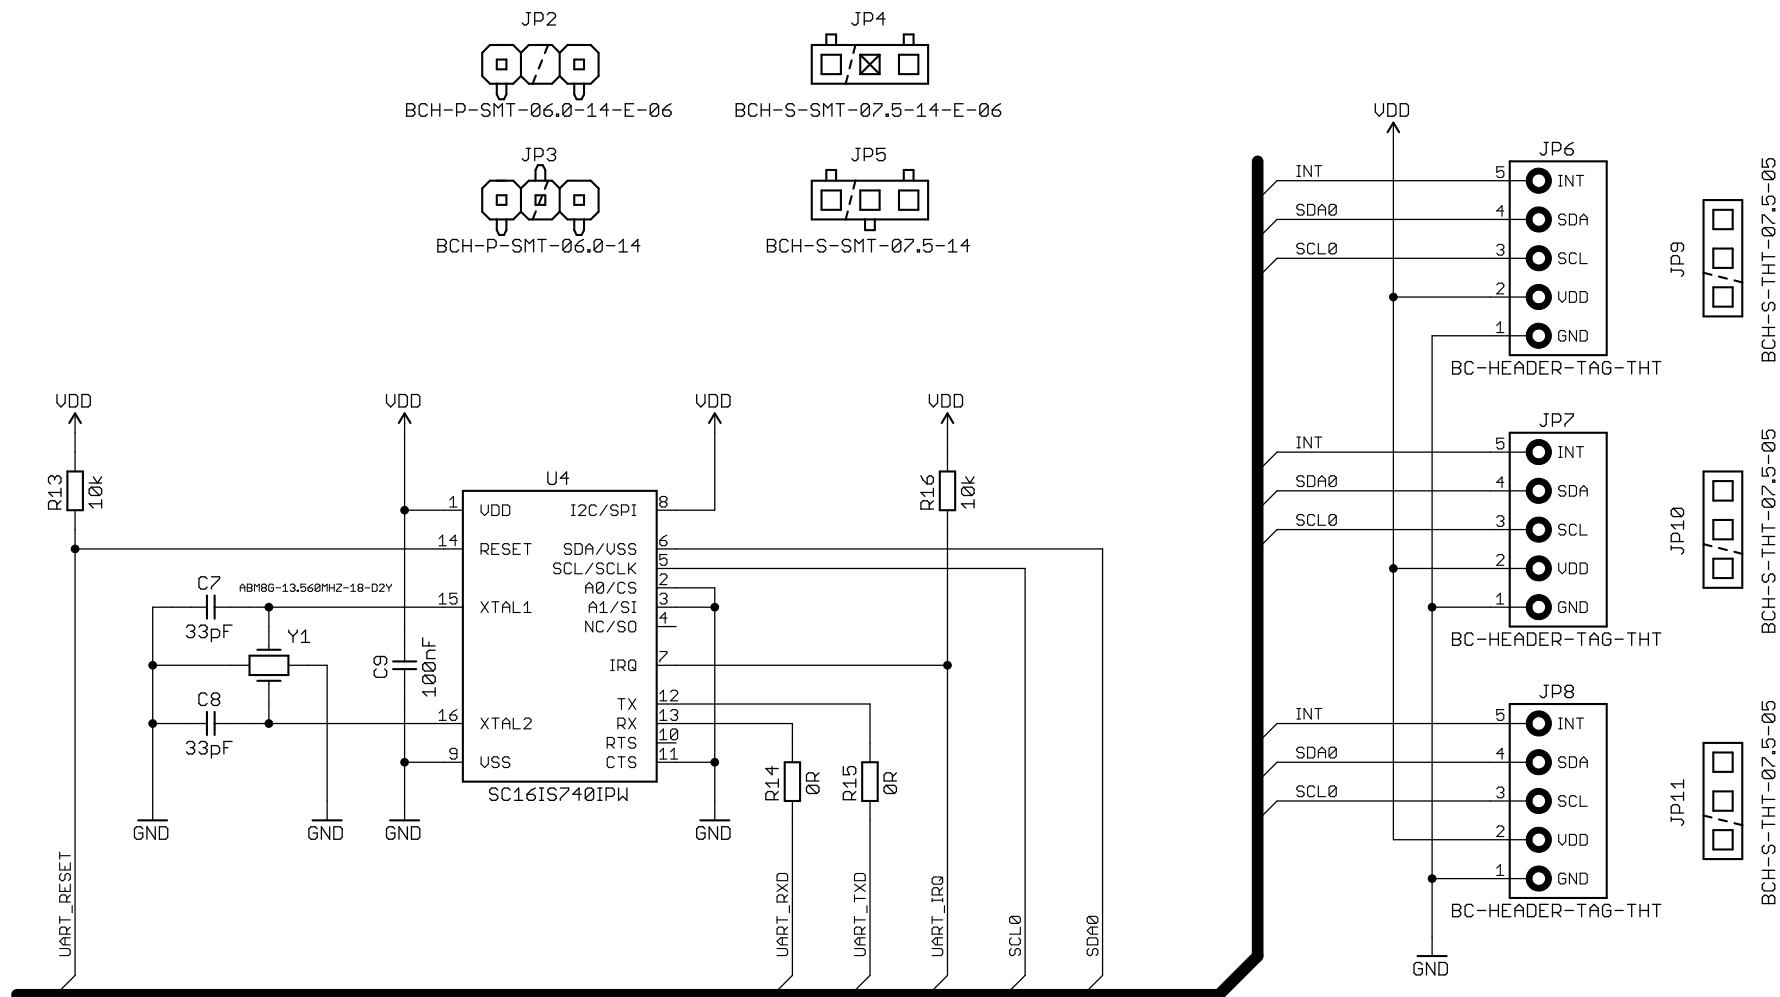 JP2
BCH-P-SMT-06.0-14-E-06
JP4
BCH-S-SMT-07.5-14-E-06
JP3
BCH-P-SMT-06.0-14
JP5
BCH-S-SMT-07.5-14
VDD
JP6
INT 5 INT
SDA0 4 SDA
SCL0 3 SCL
2 VDD
1 GND
BC-HEADER-TAG-THT
JP9
BCH-S-THT-07.5-05
JP7
INT 5 INT
SDA0 4 SDA
SCL0 3 SCL
2 VDD
1 GND
BC-HEADER-TAG-THT
JP10
BCH-S-THT-07.5-05
JP8
INT 5 INT
SDA0 4 SDA
SCL0 3 SCL
2 VDD
1 GND
BC-HEADER-TAG-THT
JP11
BCH-S-THT-07.5-05
GND
VDD
VDD
VDD
VDD
R13
10k
R16
10k
U4
1 VDD
14 RESET
15 XTAL1
16 XTAL2
9 VSS
I2C/SPI 8
SDA/VSS 6
SCL/SCLK 5
A0/CS 2
A1/SI 3
NC/SO 4
IRQ 7
TX 12
RX 13
RTS 10
CTS 11
SC16IS740IPW
C7
33pF
ABM8G-13.560MHZ-18-D2Y
Y1
C8
33pF
C9
100nF
R14
0R
R15
0R
GND
GND
GND
GND
UART_RESET
UART_RXD
UART_TXD
UART_IRQ
SCL0
SDA0